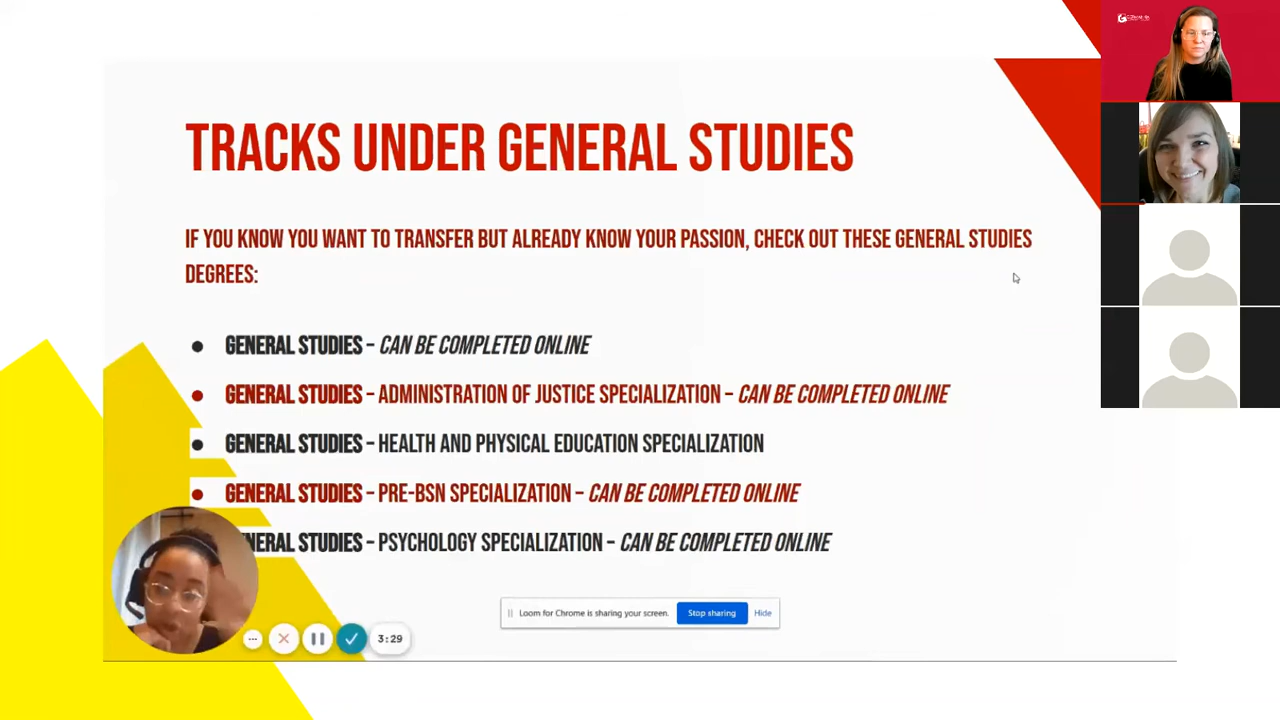 TRACKS UNDER GENERAL STUDIES
IF YOU KNOW YOU WANT TO TRANSFER BUT ALREADY KNOW YOUR PASSION, CHECK OUT THESE GENERAL STUDIES
DEGREES:
● GENERAL STUDIES – CAN BE COMPLETED ONLINE
● GENERAL STUDIES – ADMINISTRATION OF JUSTICE SPECIALIZATION – CAN BE COMPLETED ONLINE
● GENERAL STUDIES – HEALTH AND PHYSICAL EDUCATION SPECIALIZATION
● GENERAL STUDIES – PRE-BSN SPECIALIZATION – CAN BE COMPLETED ONLINE
STUDIES – PSYCHOLOGY SPECIALIZATION – CAN BE COMPLETED ONLINE
Loom for Chrome is sharing your screen. Stop sharing Hide
3:29